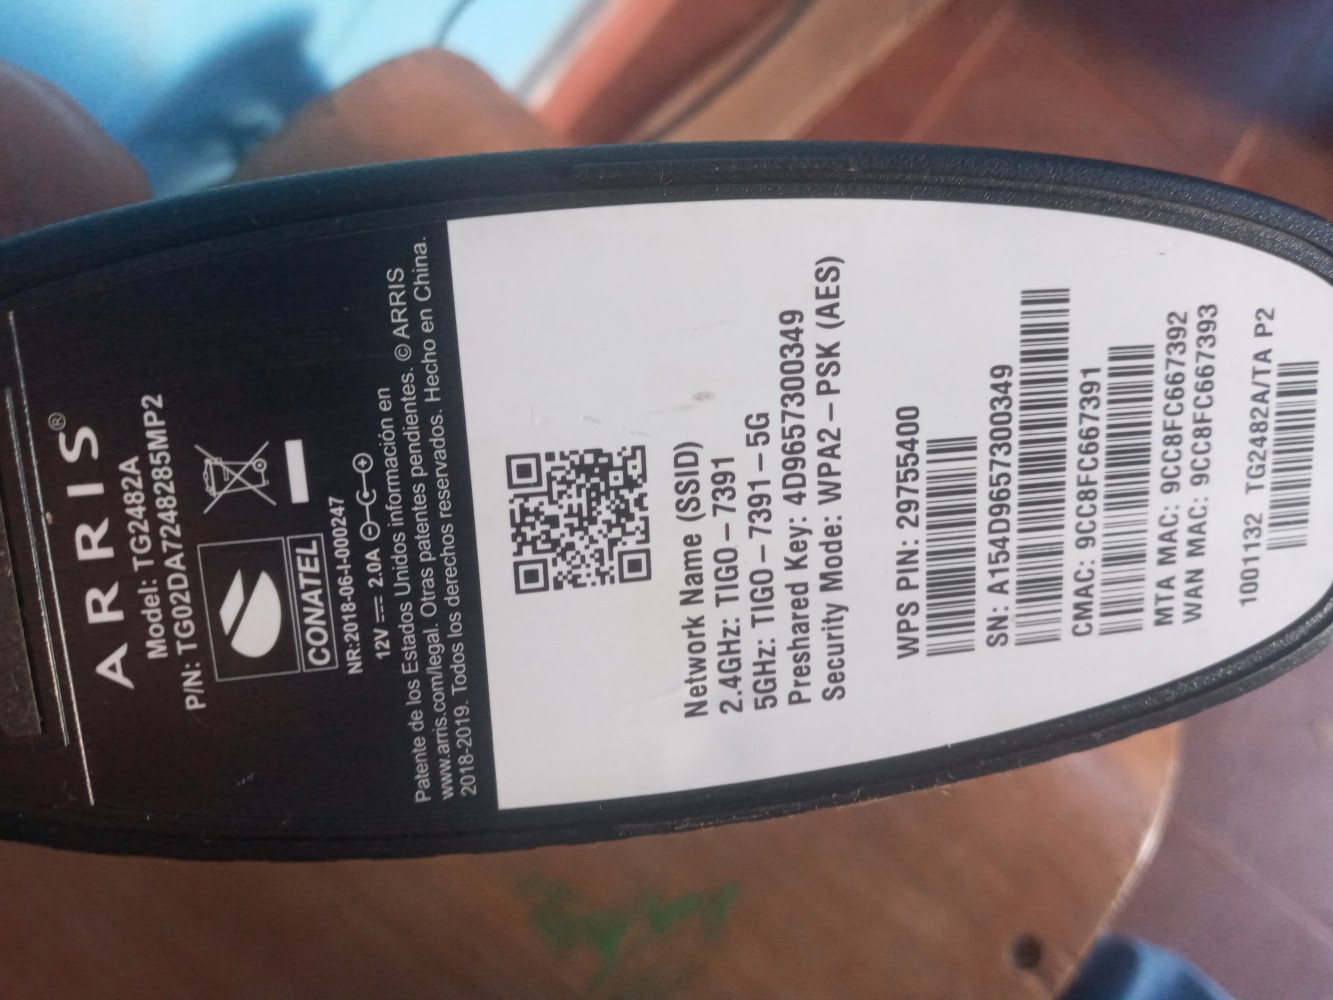 ARRIS®
Model: TG2482A
P/N: TG02DA7248285MP2
CONATEL
NR:2018-06-I-000247
12V 2.0A
Patente de los Estados Unidos información en
www.arris.com/legal. Otras patentes pendientes. © ARRIS
2018-2019. Todos los derechos reservados. Hecho en China.
Network Name (SSID)
2.4GHz: TIGO – 7391
5GHz: TIGO – 7391 – 5G
Preshared Key: 4D9657300349
Security Mode: WPA2 – PSK (AES)
WPS PIN: 29755400
SN: A154D9657300349
CMAC: 9CC8FC667391
MTA MAC: 9CC8FC667392
WAN MAC: 9CC8FC667393
1001132 TG2482A/TA P2